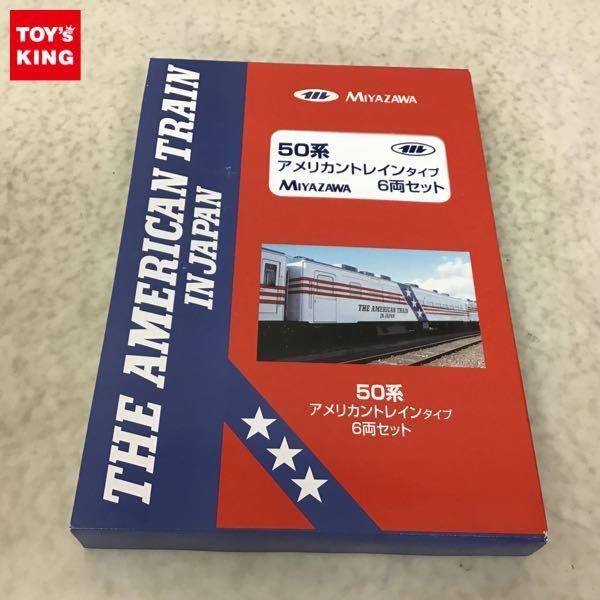 TOY's
KING
THE AMERICAN TRAIN
IN JAPAN
MIYAZAWA
50系
アメリカントレインタイプ
MIYAZAWA 6両セット
THE AMERICAN TRAIN
IN JAPAN
50系
アメリカントレインタイプ
6両セット